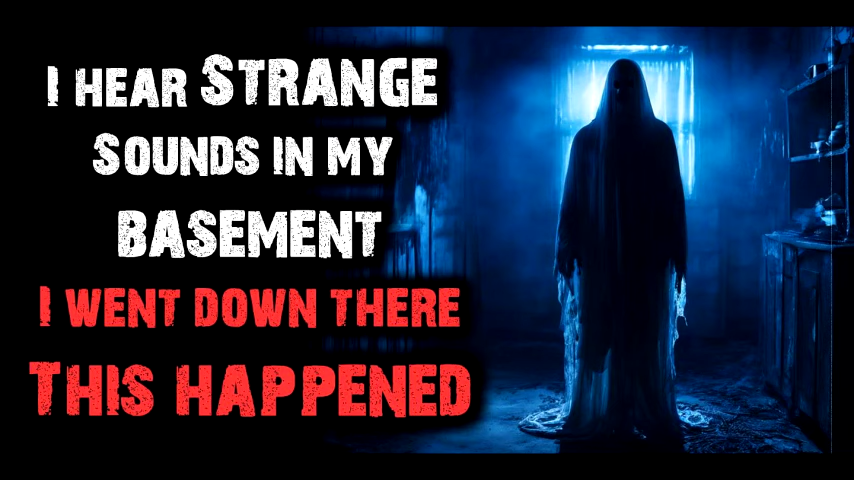 I HEAR STRANGE
SOUNDS IN MY
BASEMENT
I WENT DOWN THERE
THIS HAPPENED